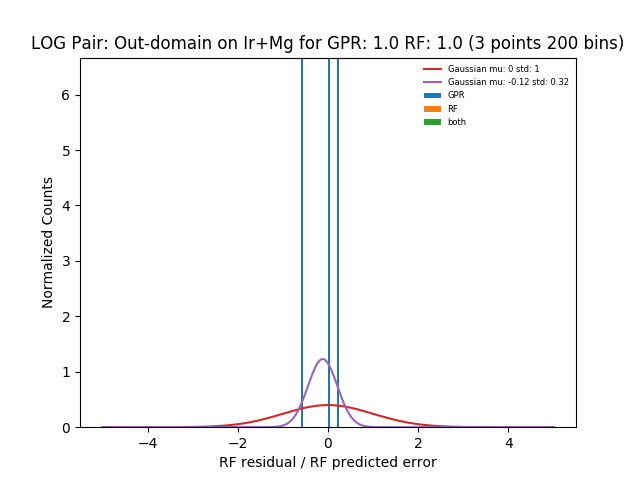 LOG Pair: Out-domain on Ir+Mg for GPR: 1.0 RF: 1.0 (3 points 200 bins)
Gaussian mu: 0 std: 1
Gaussian mu: -0.12 std: 0.32
GPR
RF
both
Normalized Counts
6
5
4
3
2
1
0
−4 −2 0 2 4
RF residual / RF predicted error